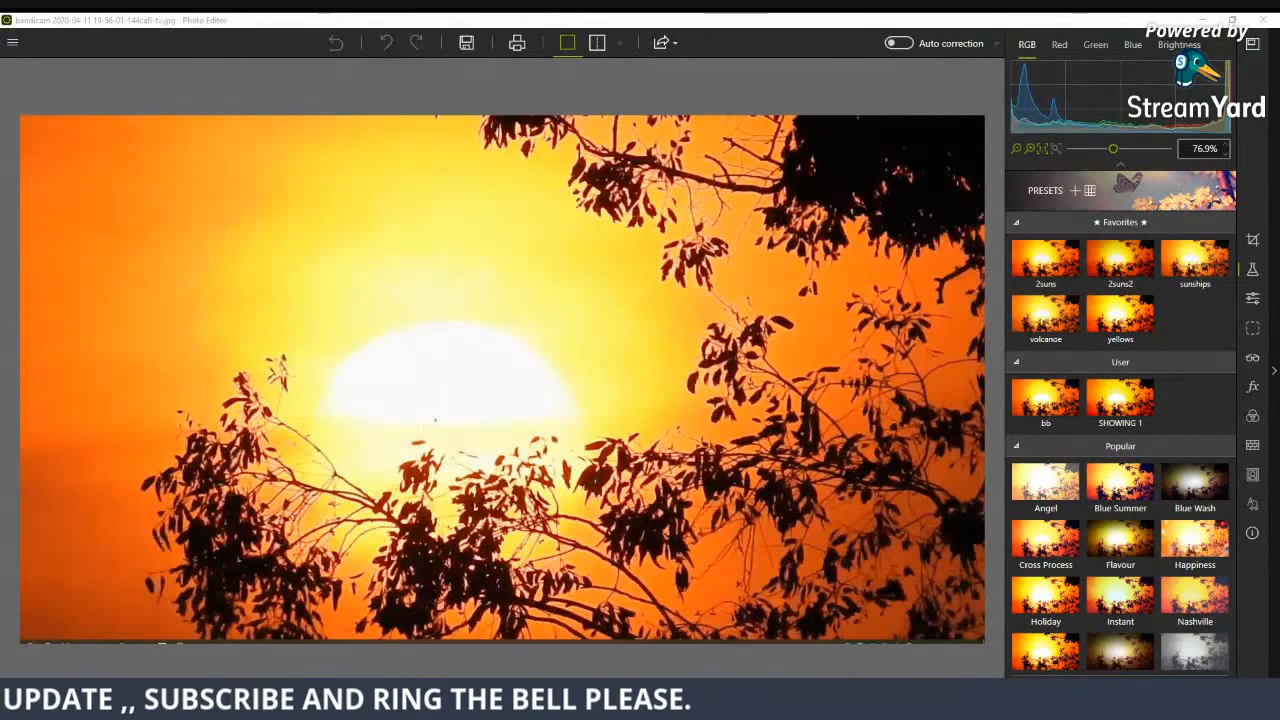 bandicam 2020-04-11 19-56-01-144cafi-tv.jpg - Photo Editor
Powered by
StreamYard
Auto correction
RGB Red Green Blue Brightness
76.9%
PRESETS
★ Favorites ★
2suns 2suns2 sunships
volcanoe yellows
User
bb SHOWING 1
Popular
Angel Blue Summer Blue Wash
Cross Process Flavour Happiness
Holiday Instant Nashville
UPDATE ,, SUBSCRIBE AND RING THE BELL PLEASE.